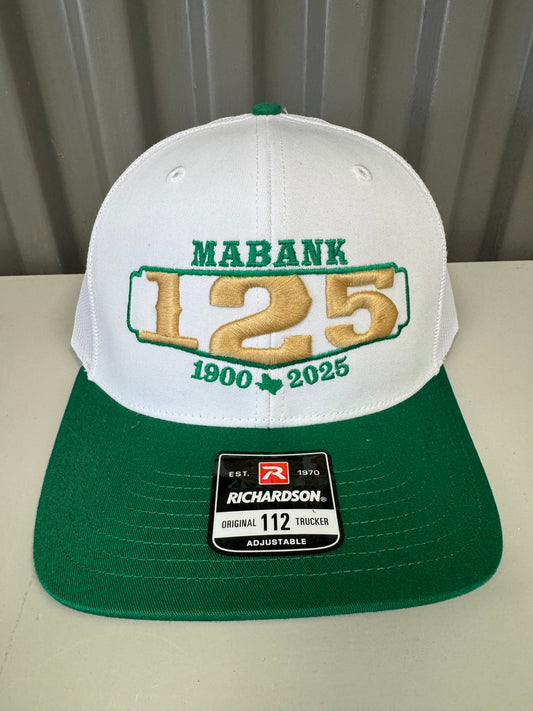 MABANK
125
1900 2025
EST. R 1970
RICHARDSON®
ORIGINAL 112 TRUCKER
ADJUSTABLE